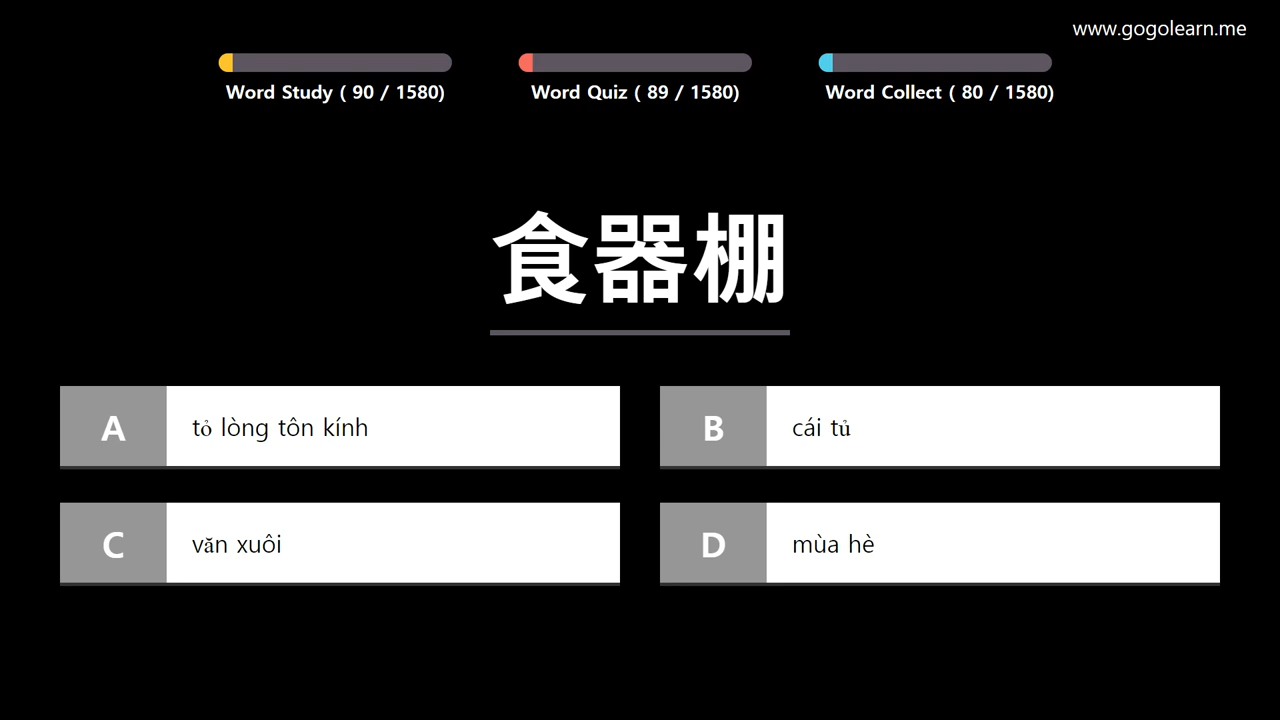 www.gogolearn.me
Word Study ( 90 / 1580)
Word Quiz ( 89 / 1580)
Word Collect ( 80 / 1580)
食器棚
A tỏ lòng tôn kính
B cái tủ
C văn xuôi
D mùa hè